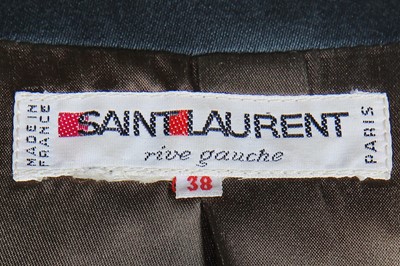 MADE IN
FRANCE
SAINT LAURENT
rive gauche
PARIS
38